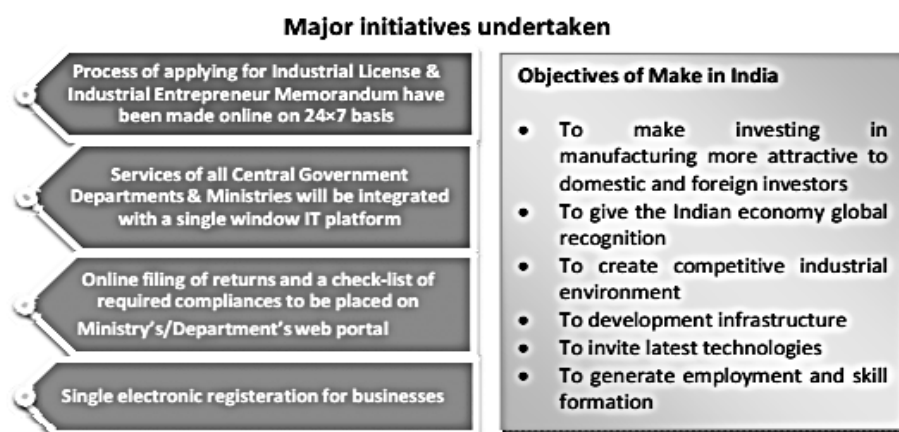 Major initiatives undertaken
Process of applying for Industrial License &
Industrial Entrepreneur Memorandum have
been made online on 24×7 basis
Services of all Central Government
Departments & Ministries will be integrated
with a single window IT platform
Online filing of returns and a check-list of
required compliances to be placed on
Ministry's/Department's web portal
Single electronic registeration for businesses
Objectives of Make in India
• To make investing in
manufacturing more attractive to
domestic and foreign investors
• To give the Indian economy global
recognition
• To create competitive industrial
environment
• To development infrastructure
• To invite latest technologies
• To generate employment and skill
formation